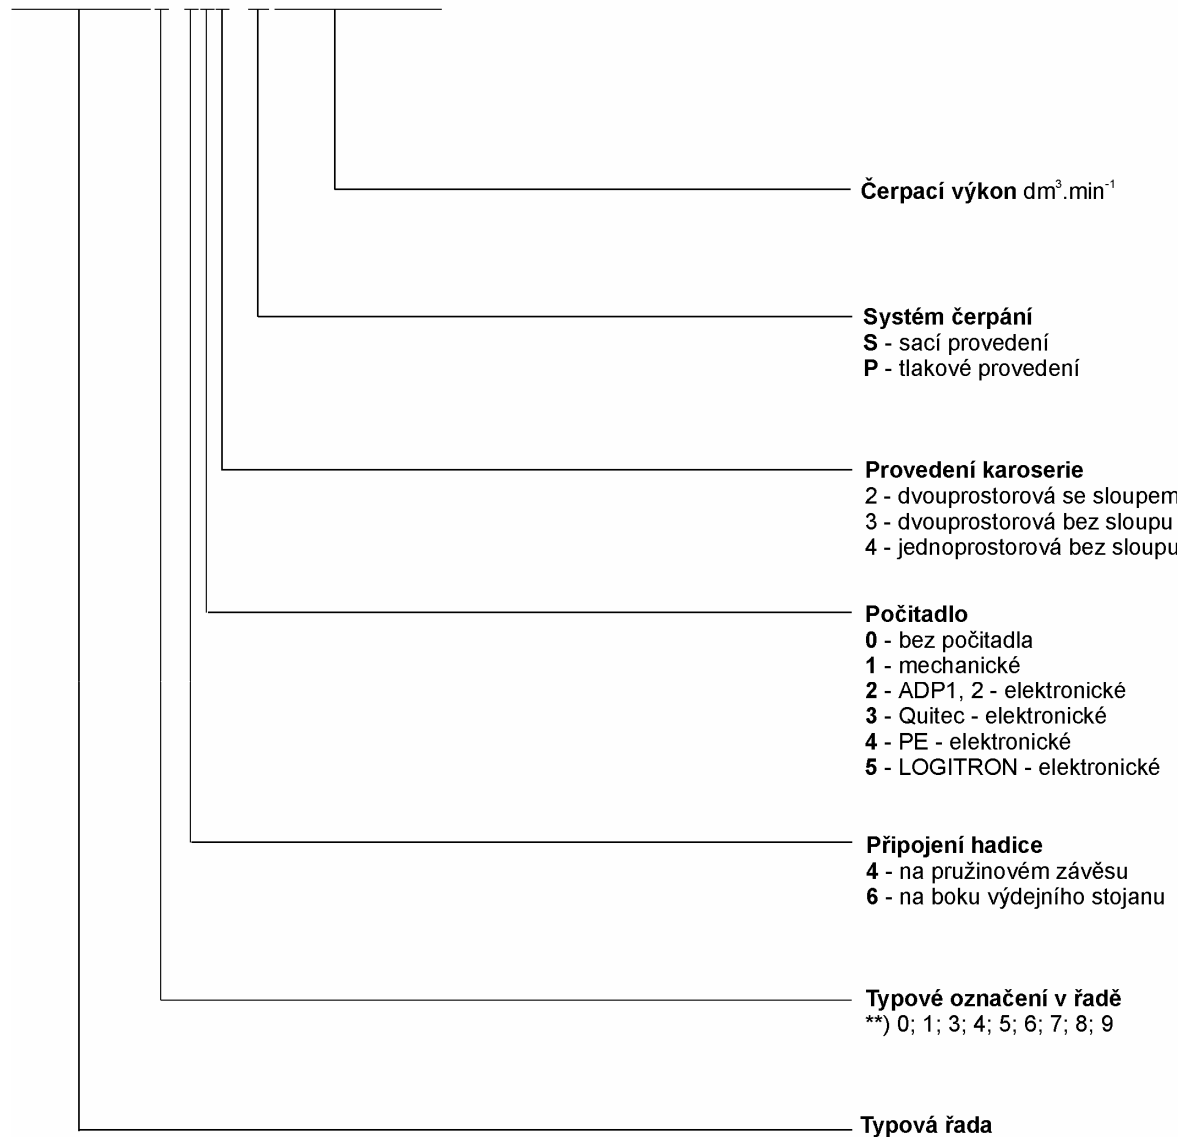 Čerpací výkon dm³.min⁻¹
Systém čerpání
S - sací provedení
P - tlakové provedení
Provedení karoserie
2 - dvouprostorová se sloupem
3 - dvouprostorová bez sloupu
4 - jednoprostorová bez sloupu
Počitadlo
0 - bez počitadla
1 - mechanické
2 - ADP1, 2 - elektronické
3 - Quitec - elektronické
4 - PE - elektronické
5 - LOGITRON - elektronické
Připojení hadice
4 - na pružinovém závěsu
6 - na boku výdejního stojanu
Typové označení v řadě
**) 0; 1; 3; 4; 5; 6; 7; 8; 9
Typová řada